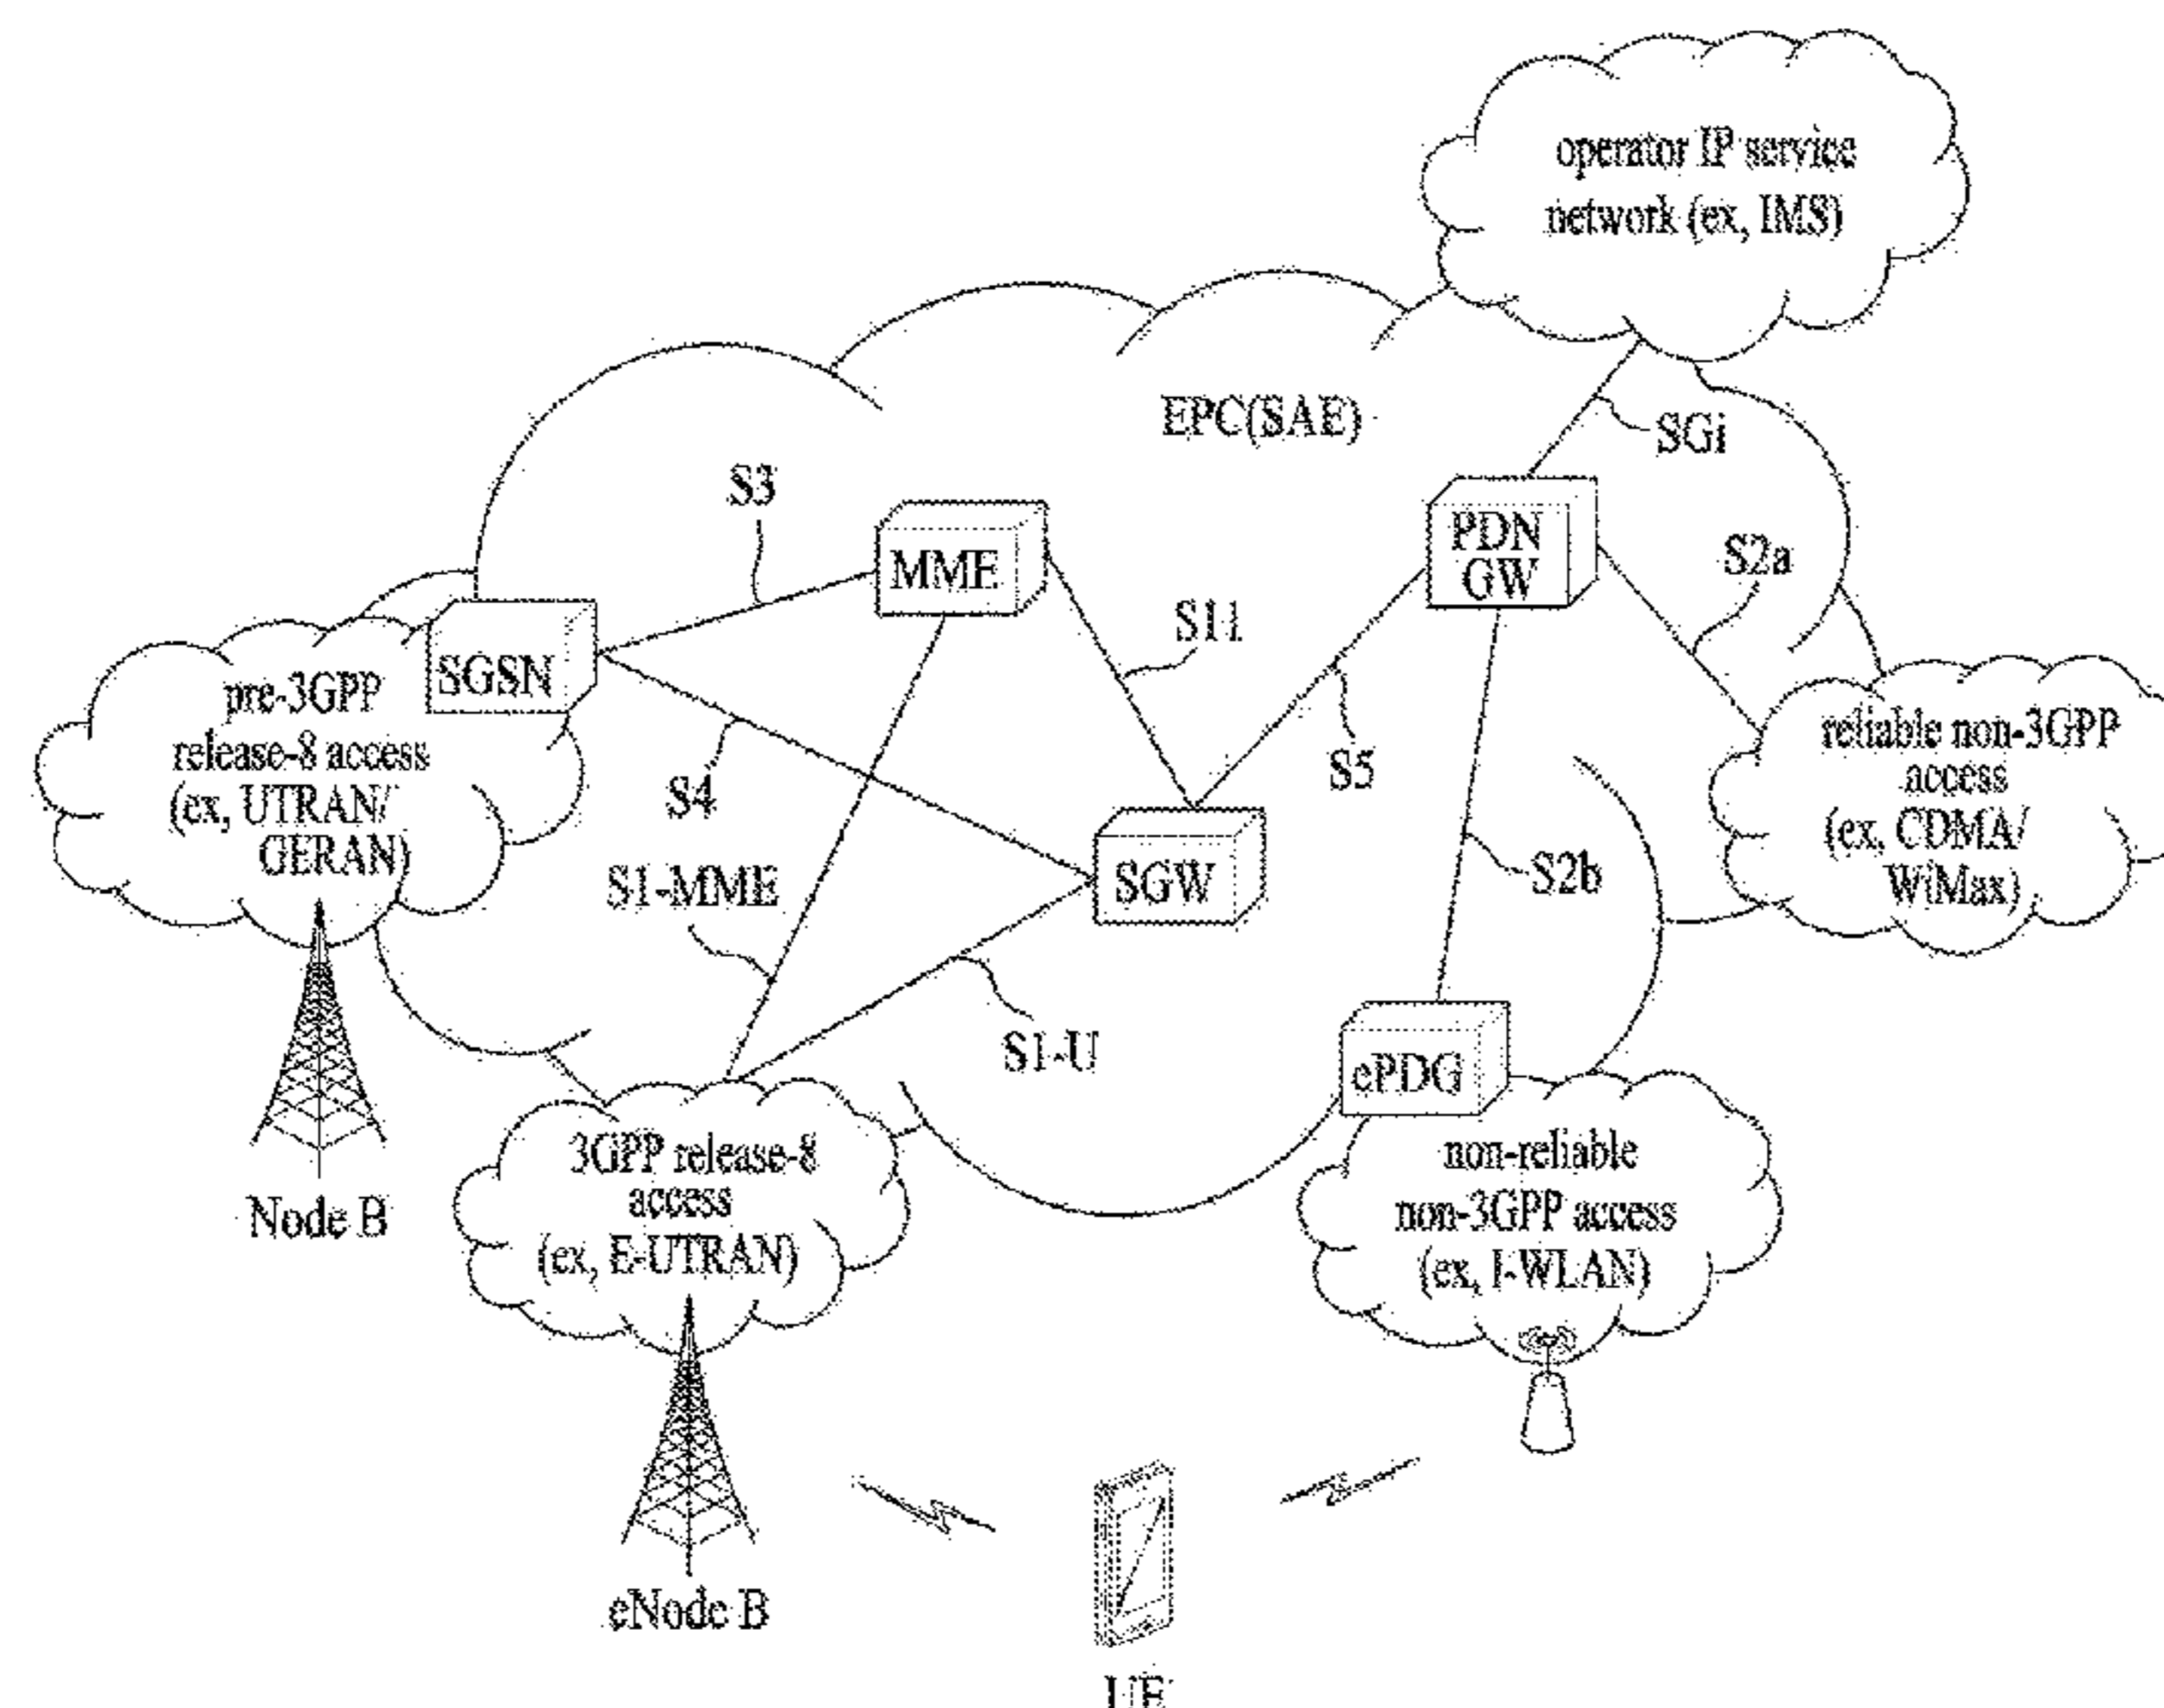 operator IP service
network (ex, IMS)
EPC(SAE)
SGi
S3
MME
PDN
GW
S2a
S11
SGSN
pre-3GPP
release-8 access
(ex, UTRAN/
GERAN)
S4
S5
reliable non-3GPP
access
(ex, CDMA/
WiMax)
S1-MME
SGW
S2b
S1-U
ePDG
Node B
3GPP release-8
access
(ex, E-UTRAN)
non-reliable
non-3GPP access
(ex, I-WLAN)
eNode B
UE